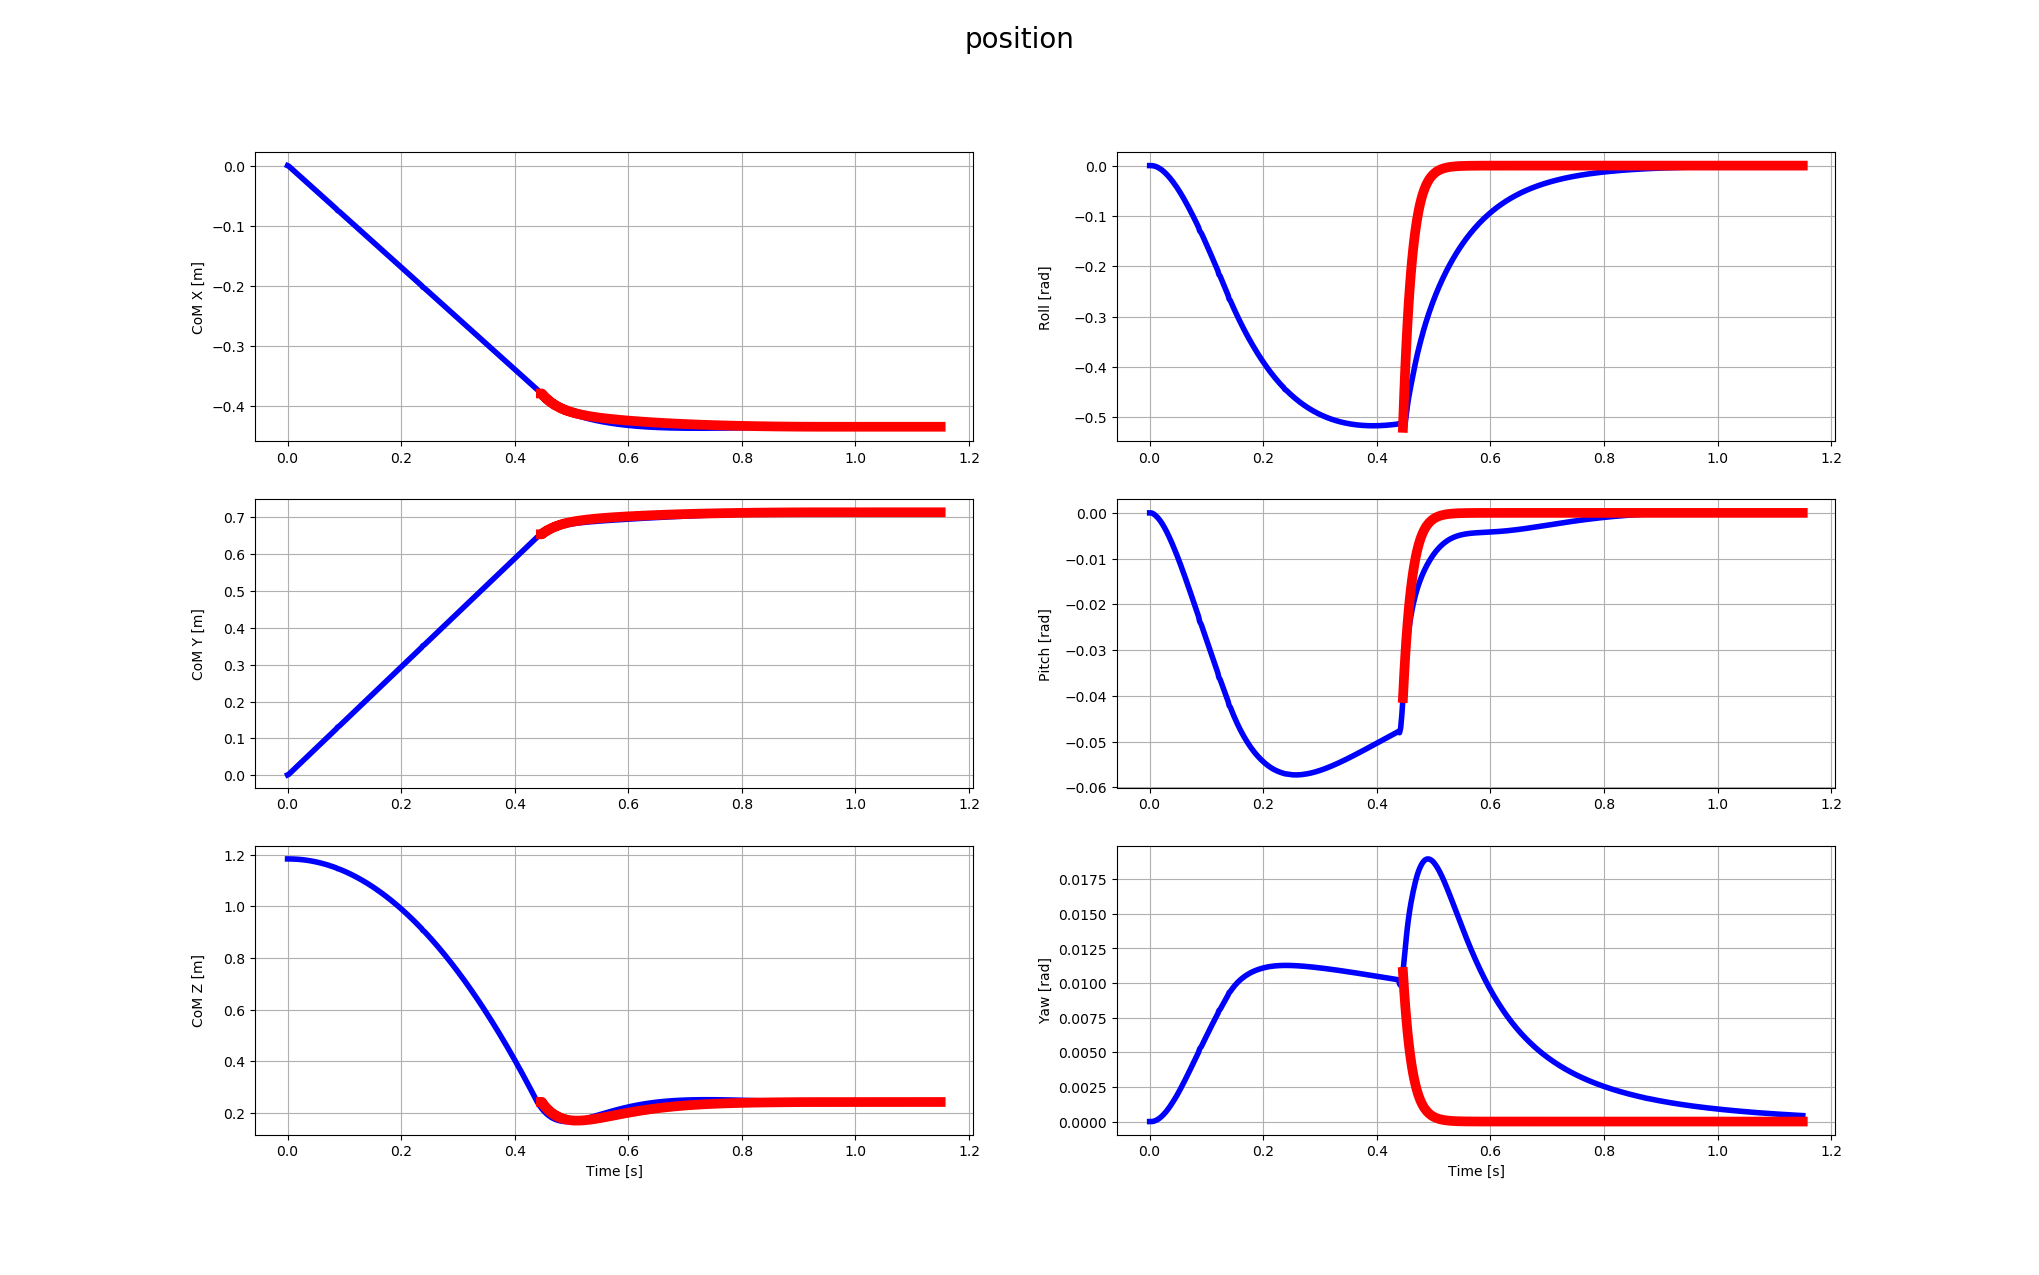 position
0.0
−0.1
−0.2
−0.3
−0.4
CoM X [m]
0.0 0.2 0.4 0.6 0.8 1.0 1.2
0.0
−0.1
−0.2
−0.3
−0.4
−0.5
Roll [rad]
0.0 0.2 0.4 0.6 0.8 1.0 1.2
0.7
0.6
0.5
0.4
0.3
0.2
0.1
0.0
CoM Y [m]
0.0 0.2 0.4 0.6 0.8 1.0 1.2
0.00
−0.01
−0.02
−0.03
−0.04
−0.05
−0.06
Pitch [rad]
0.0 0.2 0.4 0.6 0.8 1.0 1.2
1.2
1.0
0.8
0.6
0.4
0.2
CoM Z [m]
0.0 0.2 0.4 0.6 0.8 1.0 1.2
Time [s]
0.0175
0.0150
0.0125
0.0100
0.0075
0.0050
0.0025
0.0000
Yaw [rad]
0.0 0.2 0.4 0.6 0.8 1.0 1.2
Time [s]